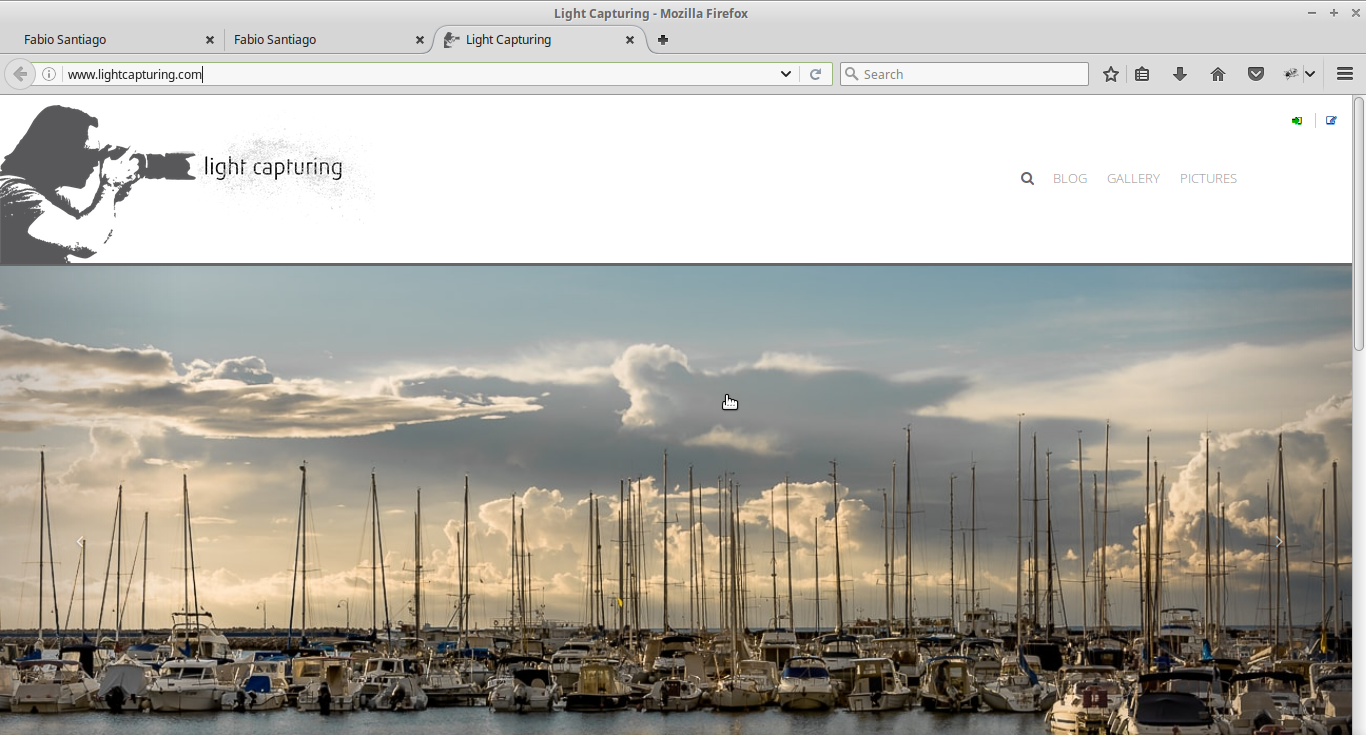 Light Capturing - Mozilla Firefox
Fabio Santiago
Fabio Santiago
Light Capturing
www.lightcapturing.com
Search
light capturing
BLOG GALLERY PICTURES